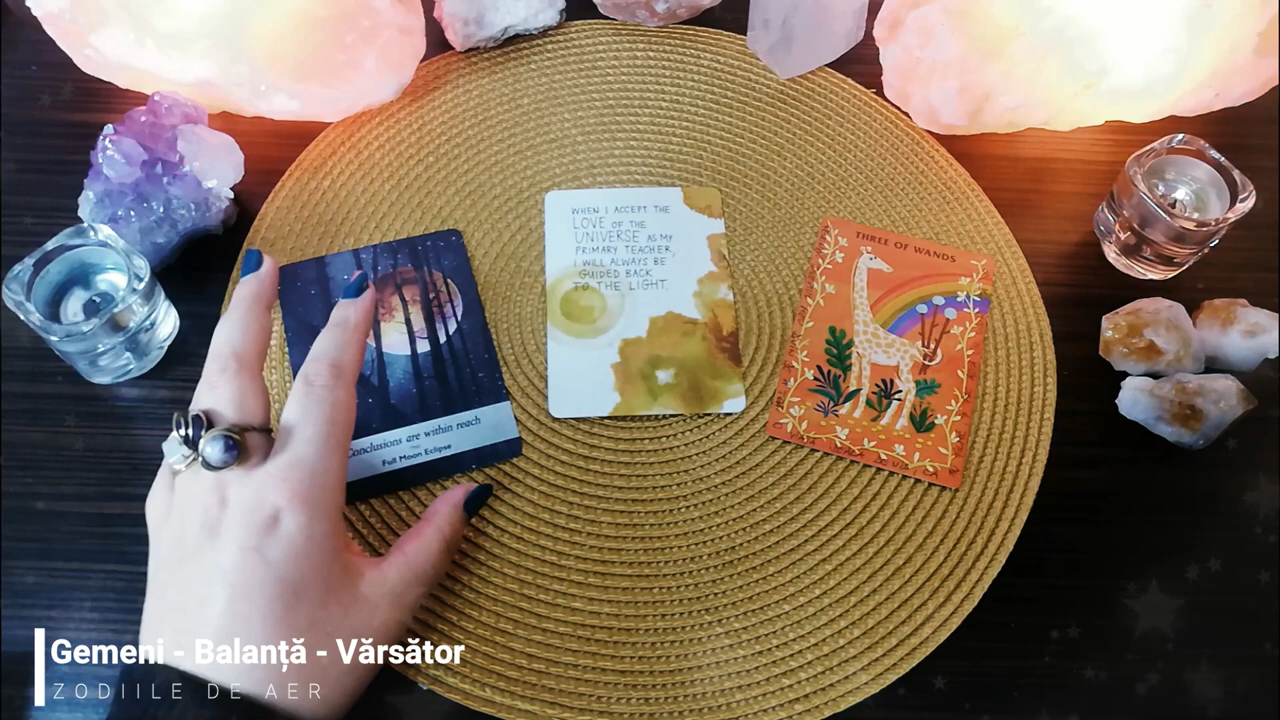 WHEN I ACCEPT THE
LOVE OF THE
UNIVERSE AS MY
PRIMARY TEACHER,
I WILL ALWAYS BE
GUIDED BACK
TO THE LIGHT.
THREE OF WANDS
Conclusions are within reach
Full Moon Eclipse
Gemeni - Balanță - Vărsător
ZODIILE DE AER